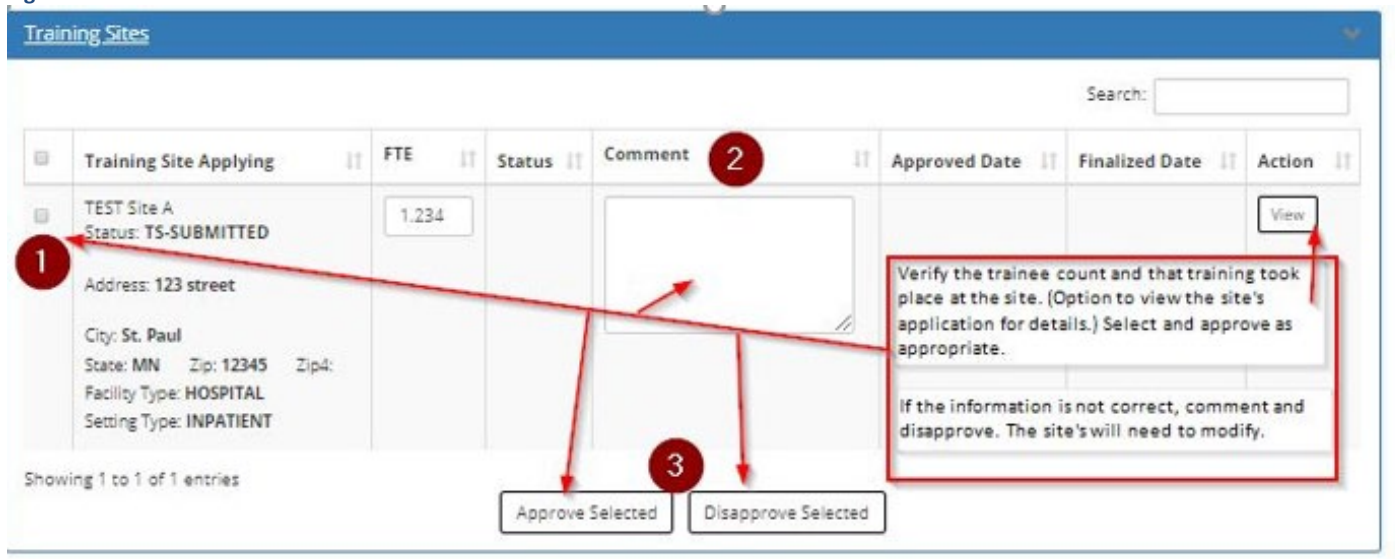 Training Sites
Search:
Training Site Applying
FTE
Status
Comment
2
Approved Date
Finalized Date
Action
TEST Site A
1.234
View
Status: TS-SUBMITTED
1
Address: 123 street
City: St. Paul
State: MN Zip: 12345 Zip4:
Facility Type: HOSPITAL
Setting Type: INPATIENT
Verify the trainee count and that training took
place at the site. (Option to view the site's
application for details.) Select and approve as
appropriate.
If the information is not correct, comment and
disapprove. The site's will need to modify.
Showing 1 to 1 of 1 entries
3
Approve Selected
Disapprove Selected